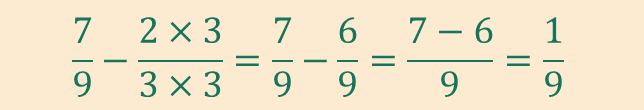 7/9 − (2 × 3)/(3 × 3) = 7/9 − 6/9 = (7 − 6)/9 = 1/9